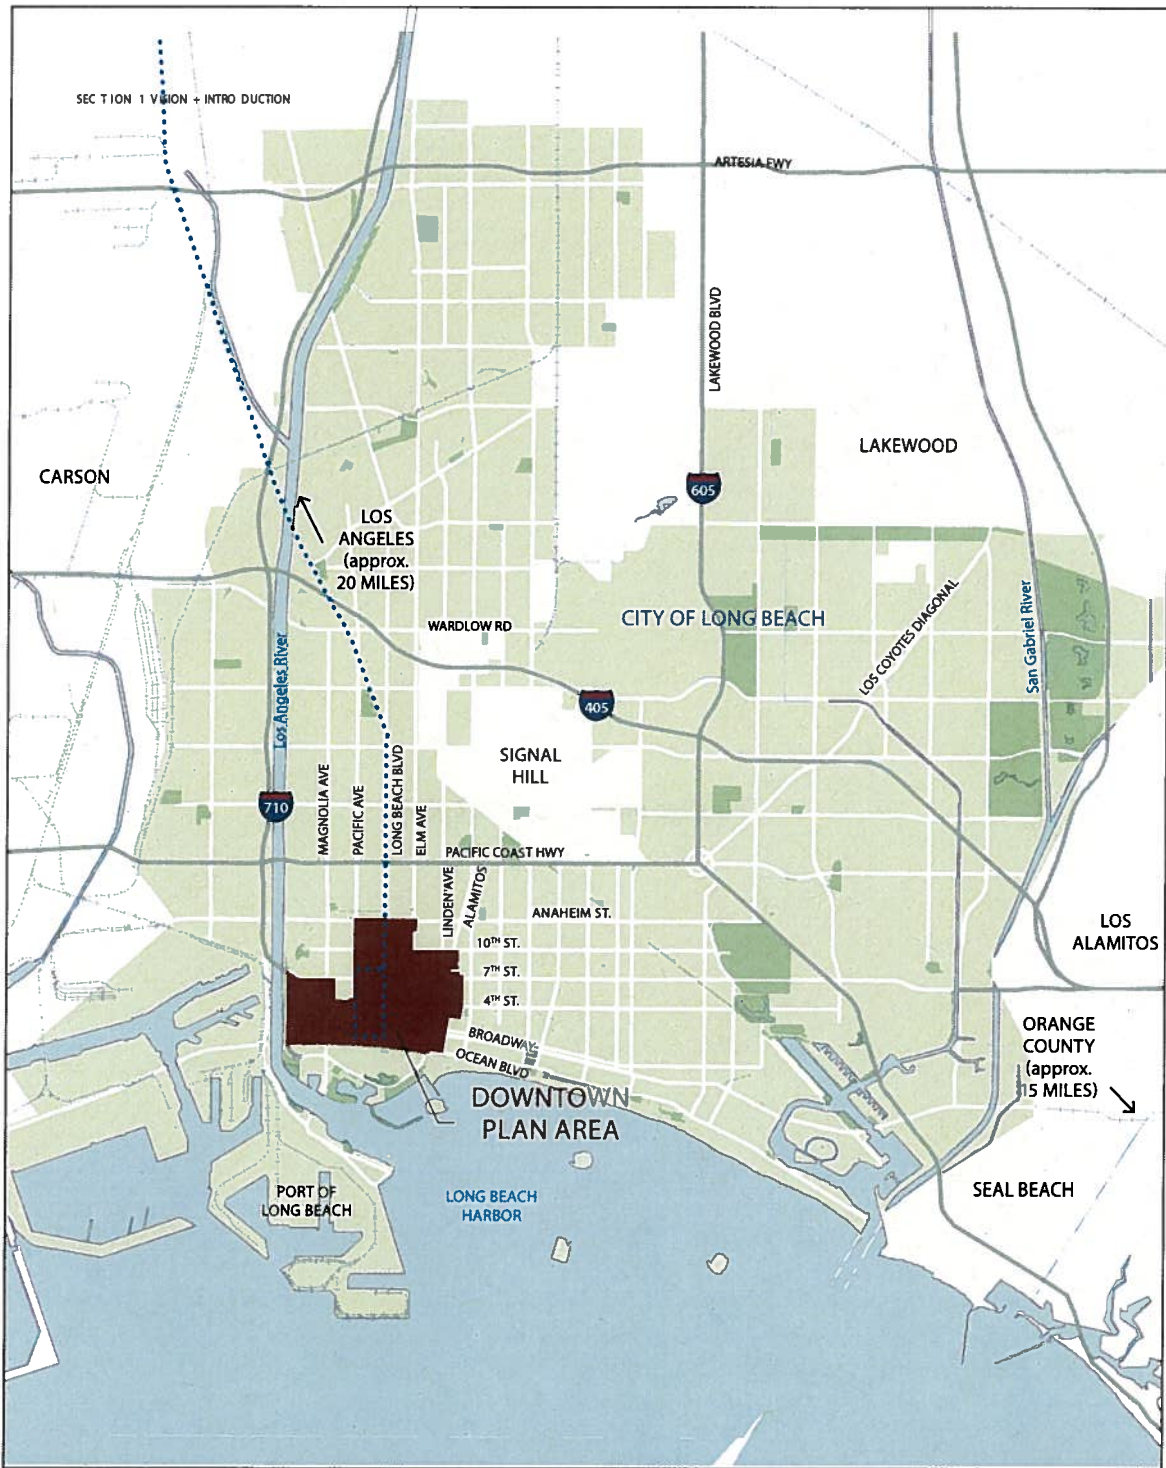 SECTION 1 VISION + INTRODUCTION
ARTESIA FWY
LAKEWOOD BLVD
LAKEWOOD
CARSON
605
LOS
ANGELES
(approx.
20 MILES)
WARDLOW RD
CITY OF LONG BEACH
LOS COYOTES DIAGONAL
San Gabriel River
Los Angeles River
405
SIGNAL
HILL
710
MAGNOLIA AVE
PACIFIC AVE
LONG BEACH BLVD
ELM AVE
PACIFIC COAST HWY
LINDEN AVE
ALAMITOS
ANAHEIM ST.
10TH ST.
7TH ST.
4TH ST.
BROADWAY
OCEAN BLVD
LOS
ALAMITOS
ORANGE
COUNTY
(approx.
15 MILES)
DOWNTOWN
PLAN AREA
PORT OF
LONG BEACH
LONG BEACH
HARBOR
SEAL BEACH